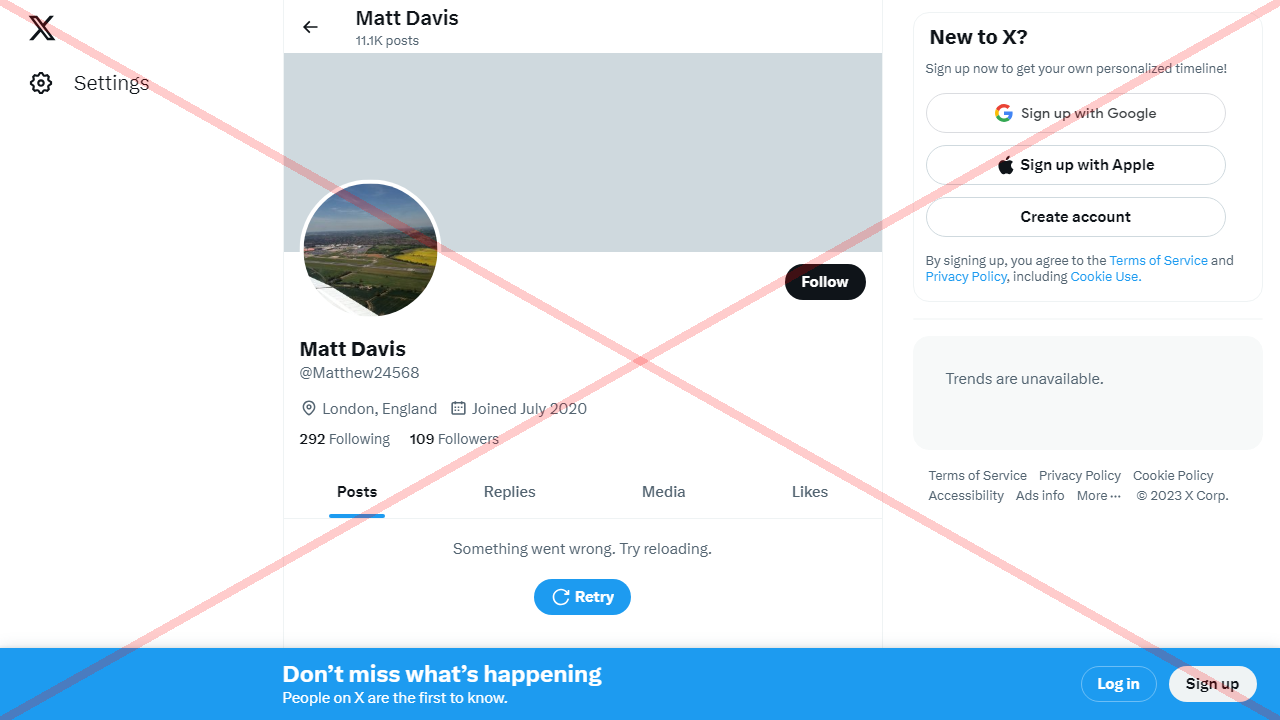 Settings
Matt Davis
11.1K posts
Follow
Matt Davis
@Matthew24568
London, England Joined July 2020
292 Following 109 Followers
Posts Replies Media Likes
Something went wrong. Try reloading.
Retry
New to X?
Sign up now to get your own personalized timeline!
Sign up with Google
Sign up with Apple
Create account
By signing up, you agree to the Terms of Service and
Privacy Policy, including Cookie Use.
Trends are unavailable.
Terms of Service Privacy Policy Cookie Policy
Accessibility Ads info More ··· © 2023 X Corp.
Don’t miss what’s happening
People on X are the first to know.
Log in Sign up